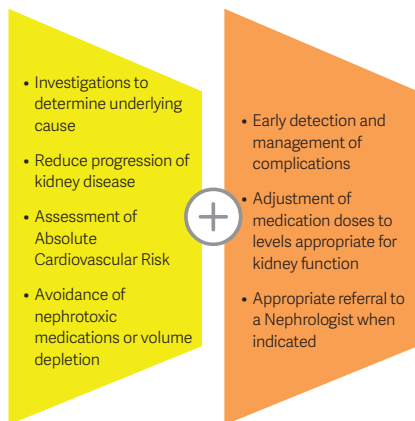 • Investigations to
determine underlying
cause
• Reduce progression of
kidney disease
• Assessment of
Absolute
Cardiovascular Risk
• Avoidance of
nephrotoxic
medications or volume
depletion
+
• Early detection and
management of
complications
• Adjustment of
medication doses to
levels appropriate for
kidney function
• Appropriate referral to
a Nephrologist when
indicated